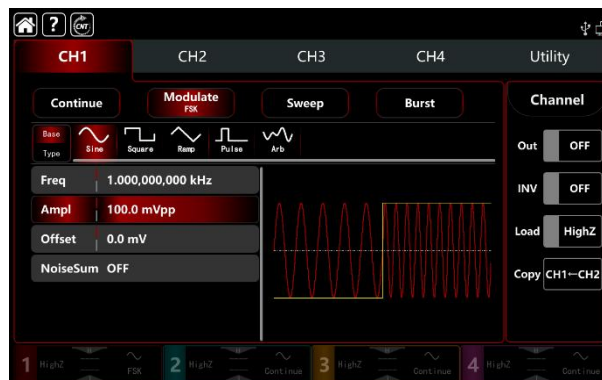 ? CNT
CH1 CH2 CH3 CH4 Utility
Continue Modulate Sweep Burst Channel
FSK
Base
Type Sine Square Ramp Pulse Arb
Out OFF
Freq 1.000,000,000 kHz
INV OFF
Ampl 100.0 mVpp
Load HighZ
Offset 0.0 mV
NoiseSum OFF
Copy CH1←CH2
1 HighZ FSK 2 HighZ Continue 3 HighZ Continue 4 HighZ Continue